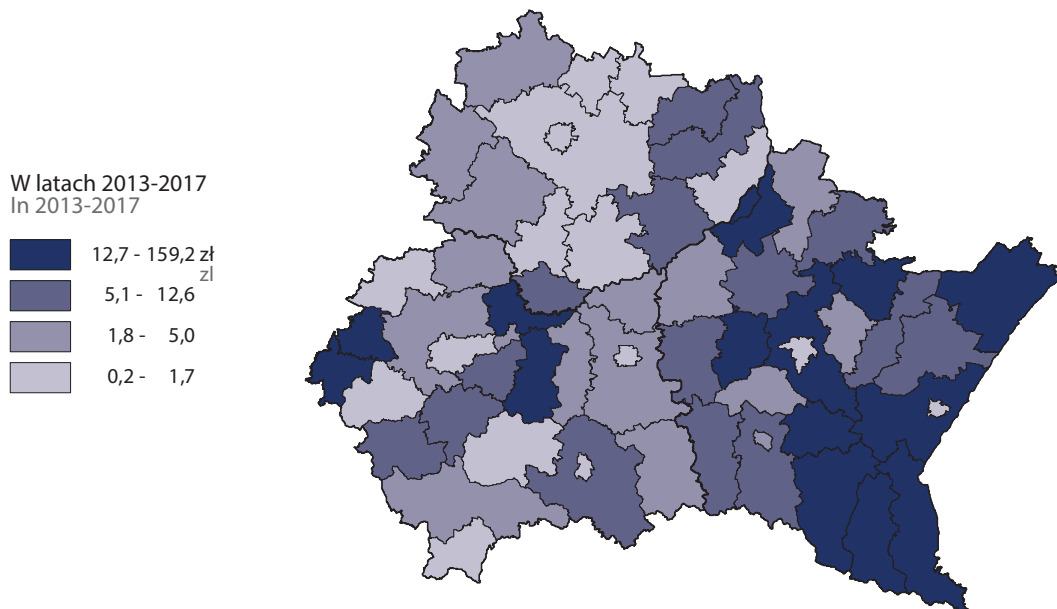 W latach 2013-2017
In 2013-2017
12,7 - 159,2 zł
zl
5,1 - 12,6
1,8 - 5,0
0,2 - 1,7